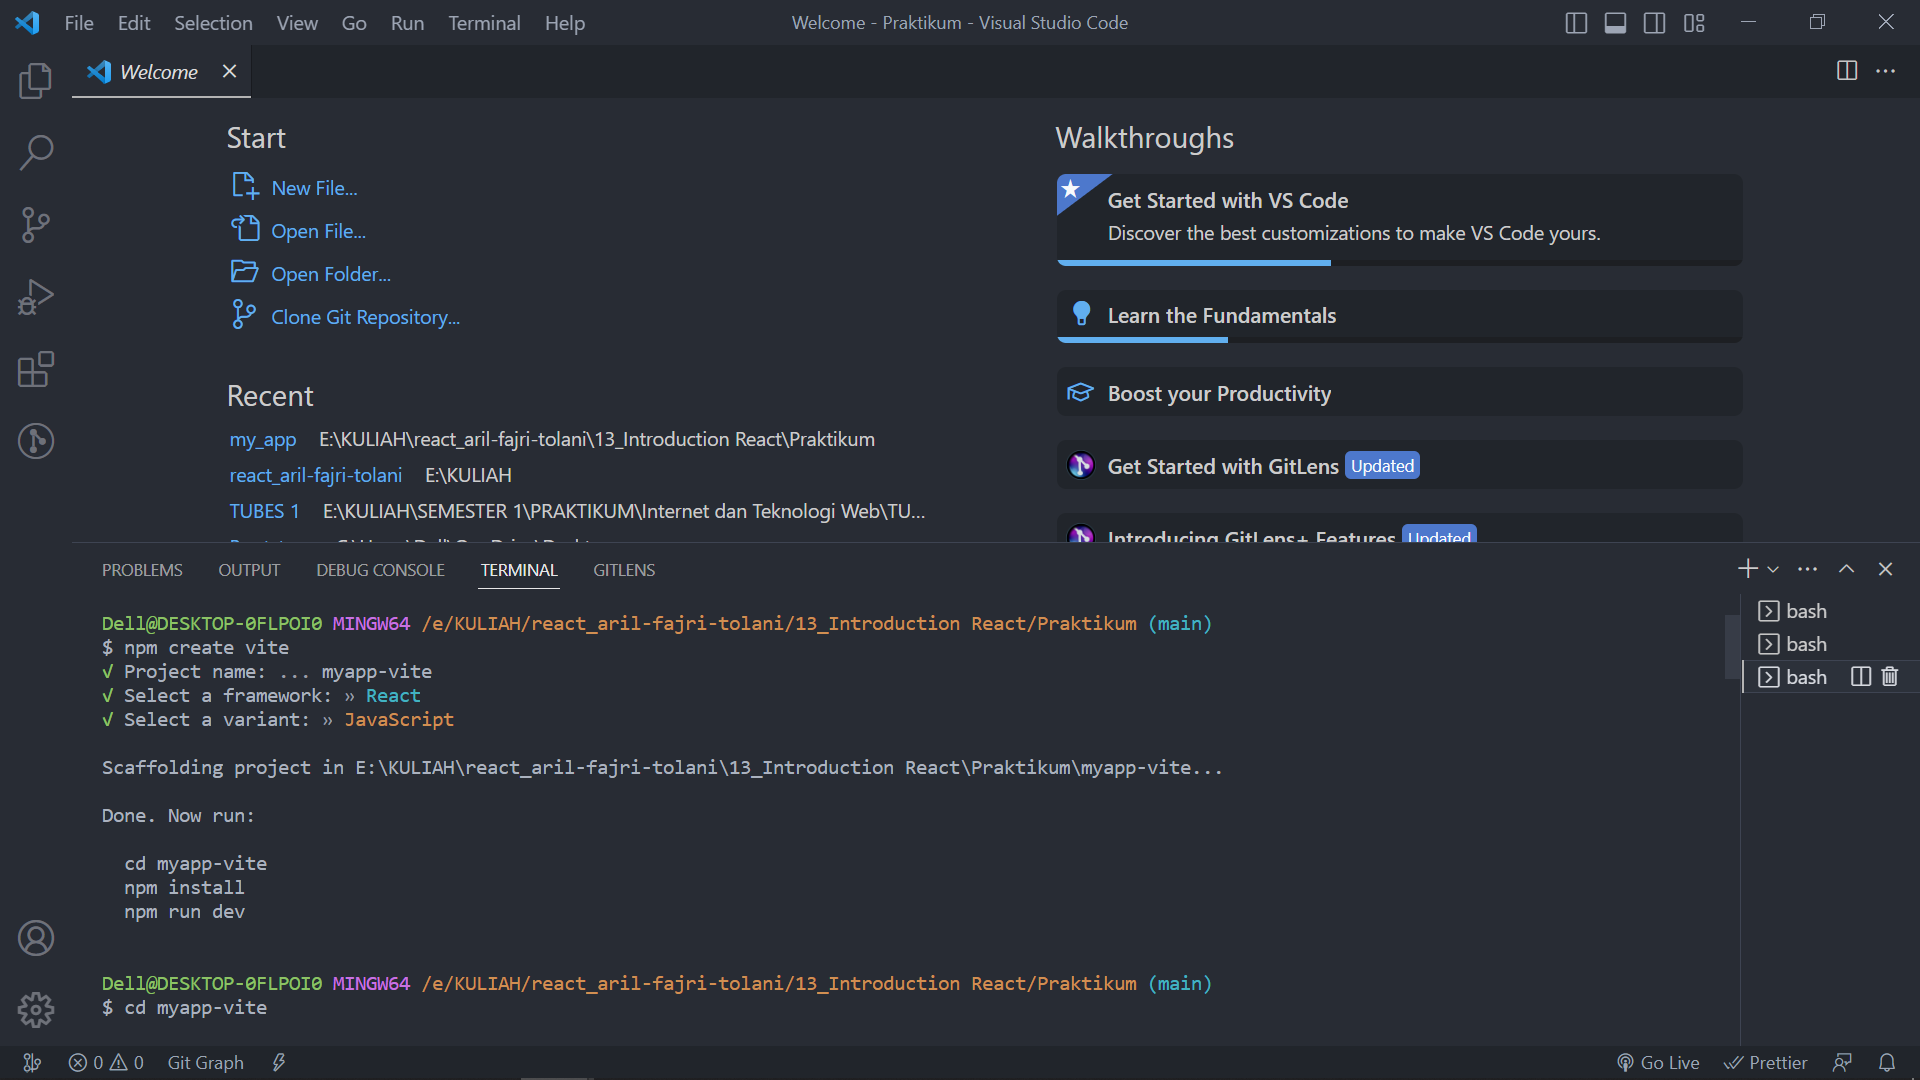 File Edit Selection View Go Run Terminal Help
Welcome - Praktikum - Visual Studio Code
Welcome
Start
New File...
Open File...
Open Folder...
Clone Git Repository...
Recent
my_app E:\KULIAH\react_aril-fajri-tolani\13_Introduction React\Praktikum
react_aril-fajri-tolani E:\KULIAH
TUBES 1 E:\KULIAH\SEMESTER 1\PRAKTIKUM\Internet dan Teknologi Web\TU...
Walkthroughs
Get Started with VS Code
Discover the best customizations to make VS Code yours.
Learn the Fundamentals
Boost your Productivity
Get Started with GitLens Updated
Introducing GitLens+ Features Updated
PROBLEMS OUTPUT DEBUG CONSOLE TERMINAL GITLENS
Dell@DESKTOP-0FLPOI0 MINGW64 /e/KULIAH/react_aril-fajri-tolani/13_Introduction React/Praktikum (main)
$ npm create vite
√ Project name: ... myapp-vite
√ Select a framework: » React
√ Select a variant: » JavaScript
Scaffolding project in E:\KULIAH\react_aril-fajri-tolani\13_Introduction React\Praktikum\myapp-vite...
Done. Now run:
cd myapp-vite
npm install
npm run dev
Dell@DESKTOP-0FLPOI0 MINGW64 /e/KULIAH/react_aril-fajri-tolani/13_Introduction React/Praktikum (main)
$ cd myapp-vite
bash
bash
bash
0 0 Git Graph
Go Live Prettier